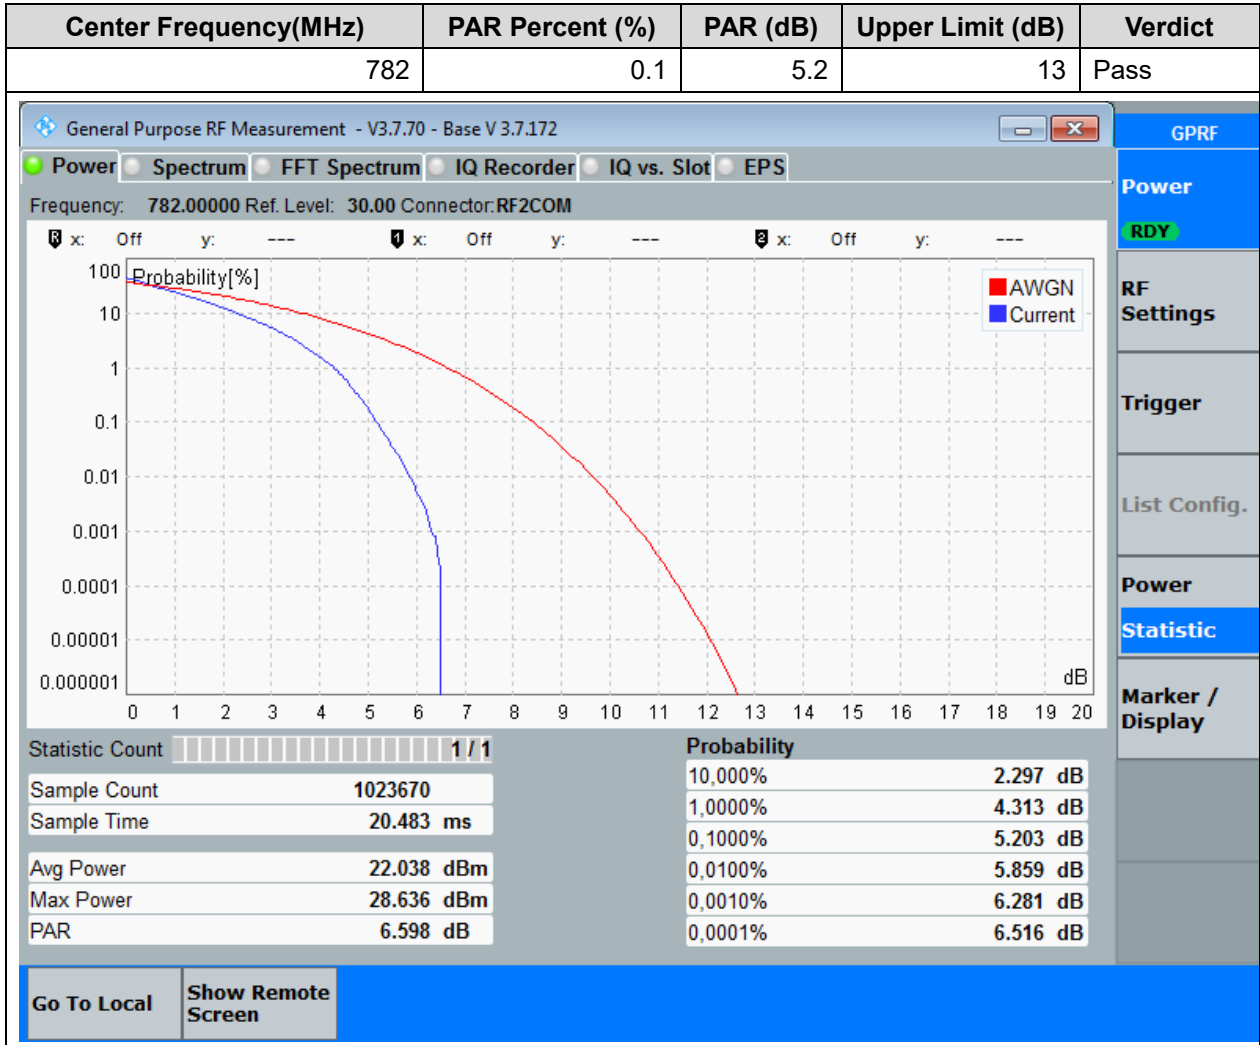 Center Frequency(MHz) PAR Percent (%) PAR (dB) Upper Limit (dB) Verdict
782 0.1 5.2 13 Pass
General Purpose RF Measurement - V3.7.70 - Base V 3.7.172
GPRF
Power Spectrum FFT Spectrum IQ Recorder IQ vs. Slot EPS
Power
RDY
Frequency: 782.00000 Ref. Level: 30.00 Connector:RF2COM
R x: Off y: --- 1 x: Off y: --- 2 x: Off y: ---
Probability[%]
AWGN
Current
100
10
1
0.1
0.01
0.001
0.0001
0.00001
0.000001
dB
0 1 2 3 4 5 6 7 8 9 10 11 12 13 14 15 16 17 18 19 20
RF
Settings
Trigger
List Config.
Power
Statistic
Marker /
Display
Statistic Count 1 / 1
Sample Count 1023670
Sample Time 20.483 ms
Avg Power 22.038 dBm
Max Power 28.636 dBm
PAR 6.598 dB
Probability
10,000% 2.297 dB
1,0000% 4.313 dB
0,1000% 5.203 dB
0,0100% 5.859 dB
0,0010% 6.281 dB
0,0001% 6.516 dB
Go To Local
Show Remote
Screen